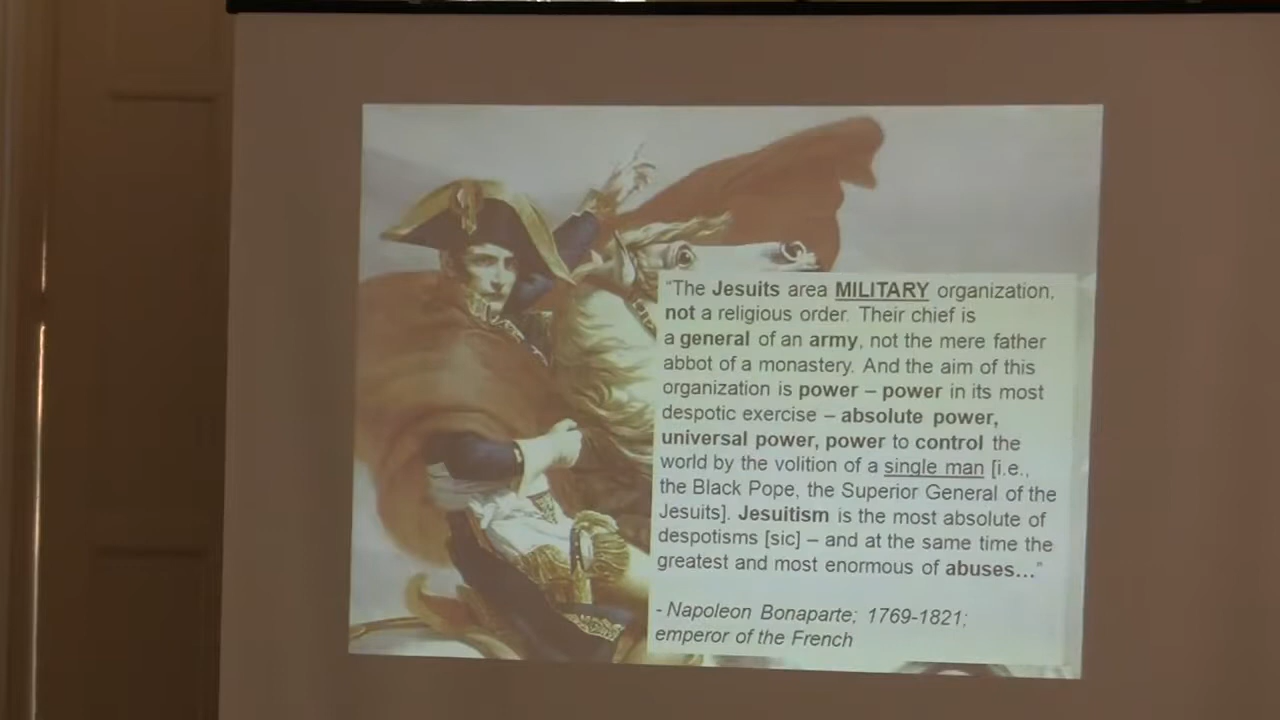 “The Jesuits area MILITARY organization,
not a religious order. Their chief is
a general of an army, not the mere father
abbot of a monastery. And the aim of this
organization is power – power in its most
despotic exercise – absolute power,
universal power, power to control the
world by the volition of a single man [i.e.,
the Black Pope, the Superior General of the
Jesuits]. Jesuitism is the most absolute of
despotisms [sic] – and at the same time the
greatest and most enormous of abuses…”
- Napoleon Bonaparte; 1769-1821;
emperor of the French